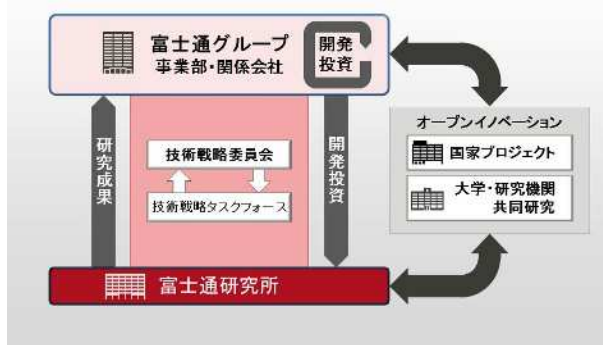 富士通グループ
事業部・関係会社
開発
投資
研究成果
技術戦略委員会
技術戦略タスクフォース
開発投資
オープンイノベーション
国家プロジェクト
大学・研究機関
共同研究
富士通研究所